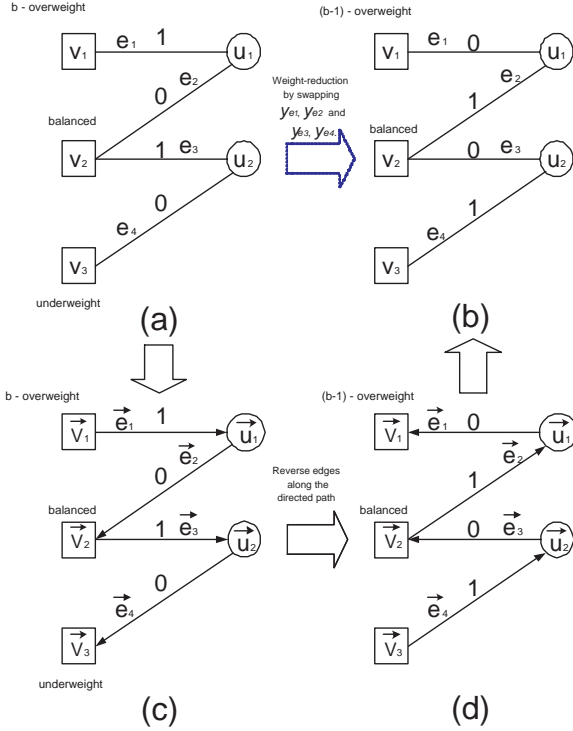 b - overweight
v1 e1 1 u1
e2
0
balanced
v2 1 e3 u2
0
e4
v3
underweight
(a)
Weight-reduction
by swapping
ye1, ye2 and
ye3, ye4.
(b-1) - overweight
v1 e1 0 u1
e2
1
balanced
v2 0 e3 u2
1
e4
v3
(b)
b - overweight
V1 e1 1 u1
e2
0
balanced
V2 1 e3 u2
0
e4
V3
underweight
(c)
Reverse edges
along the
directed path
(b-1) - overweight
V1 e1 0 u1
e2
1
balanced
V2 0 e3 u2
e4 1
V3
(d)